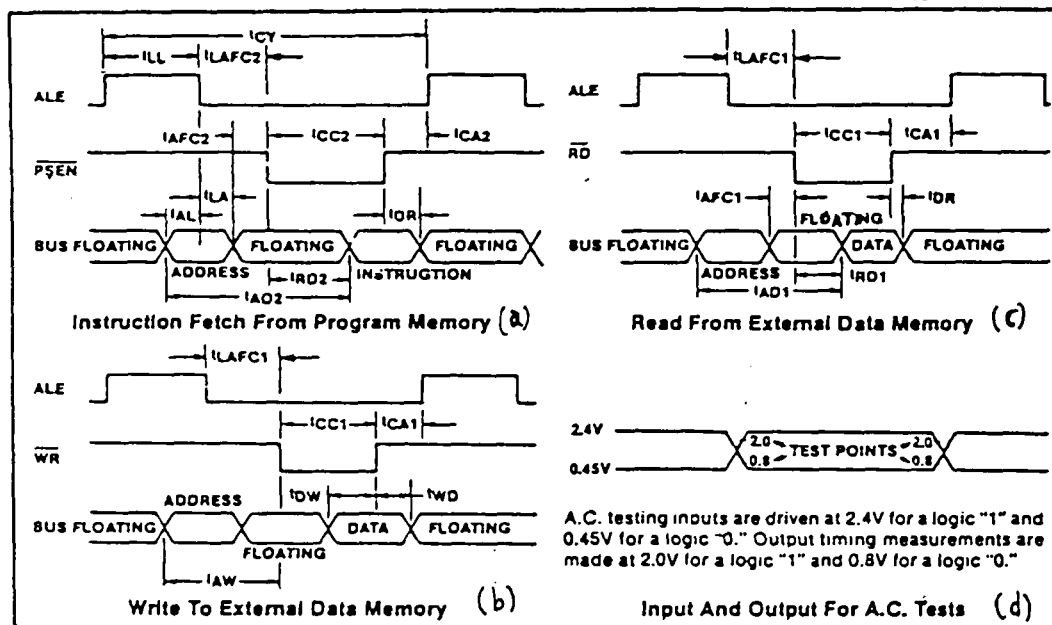 tCY
tLL tLAFC2
ALE
tAFC2 tCC2 tCA2
PSEN
tLA
tAL tDR
BUS FLOATING FLOATING FLOATING
ADDRESS tRD2 INSTRUCTION
tAD2
Instruction Fetch From Program Memory (a)
tLAFC1
ALE
tCC1 tCA1
RD
tAFC1 tDR
FLOATING
BUS FLOATING DATA FLOATING
ADDRESS tRD1
tAD1
Read From External Data Memory (c)
tLAFC1
ALE
tCC1 tCA1
WR
ADDRESS tDW tWD
BUS FLOATING DATA FLOATING
FLOATING
tAW
Write To External Data Memory (b)
2.4V
2.0 TEST POINTS 2.0
0.8 0.8
0.45V
A.C. testing inputs are driven at 2.4V for a logic "1" and
0.45V for a logic "0." Output timing measurements are
made at 2.0V for a logic "1" and 0.8V for a logic "0."
Input And Output For A.C. Tests (d)